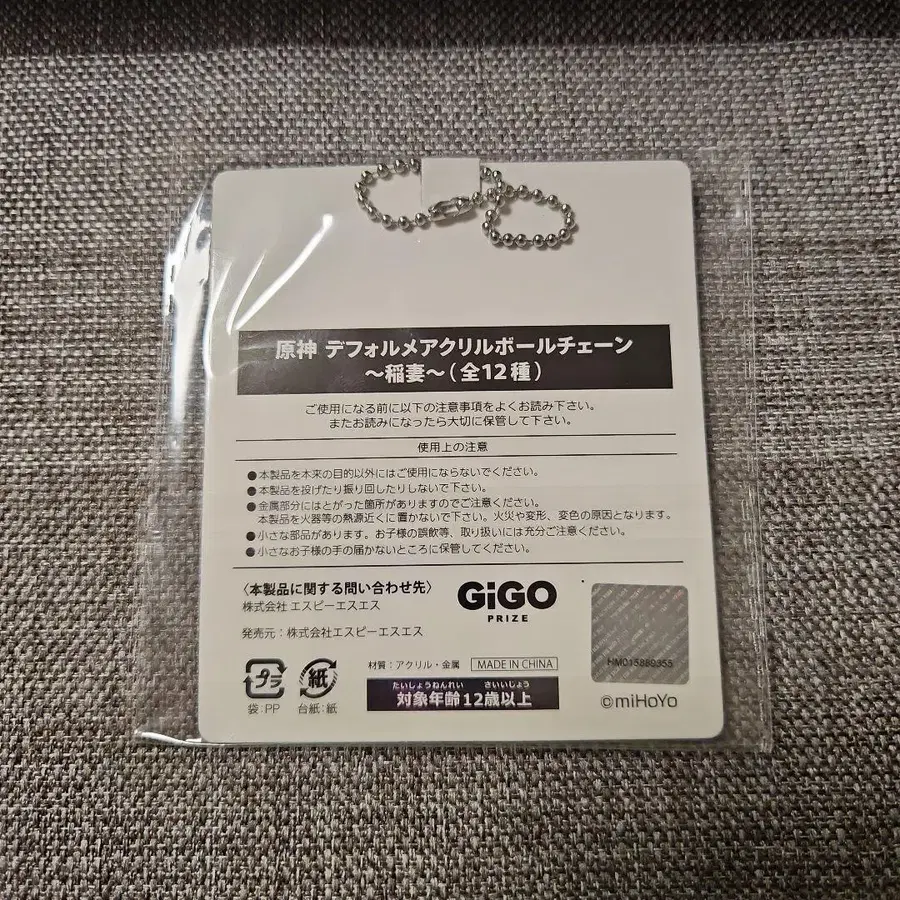 原神 デフォルメアクリルボールチェーン
～稲妻～(全12種)
ご使用になる前に以下の注意事項をよくお読み下さい。
またお読みになったら大切に保管して下さい。
使用上の注意
●本製品を本来の目的以外にはご使用にならないでください。
●本製品を投げたり振り回したりしないで下さい。
●金属部分にはとがった箇所がありますのでご注意ください。
本製品を火器等の熱源近くに置かないで下さい。火災や変形、変色の原因となります。
●小さな部品があります。お子様の誤飲等、取り扱いには充分ご注意ください。
●小さなお子様の手の届かないところに保管してください。
〈本製品に関する問い合わせ先〉
株式会社 エスピーエスエス
発売元：株式会社エスピーエスエス
GiGO
PRIZE
HM015889355
©miHoYo
プラ
袋:PP
紙
台紙:紙
材質：アクリル・金属
MADE IN CHINA
たいしょうねんれい さいいじょう
対象年齢12歳以上